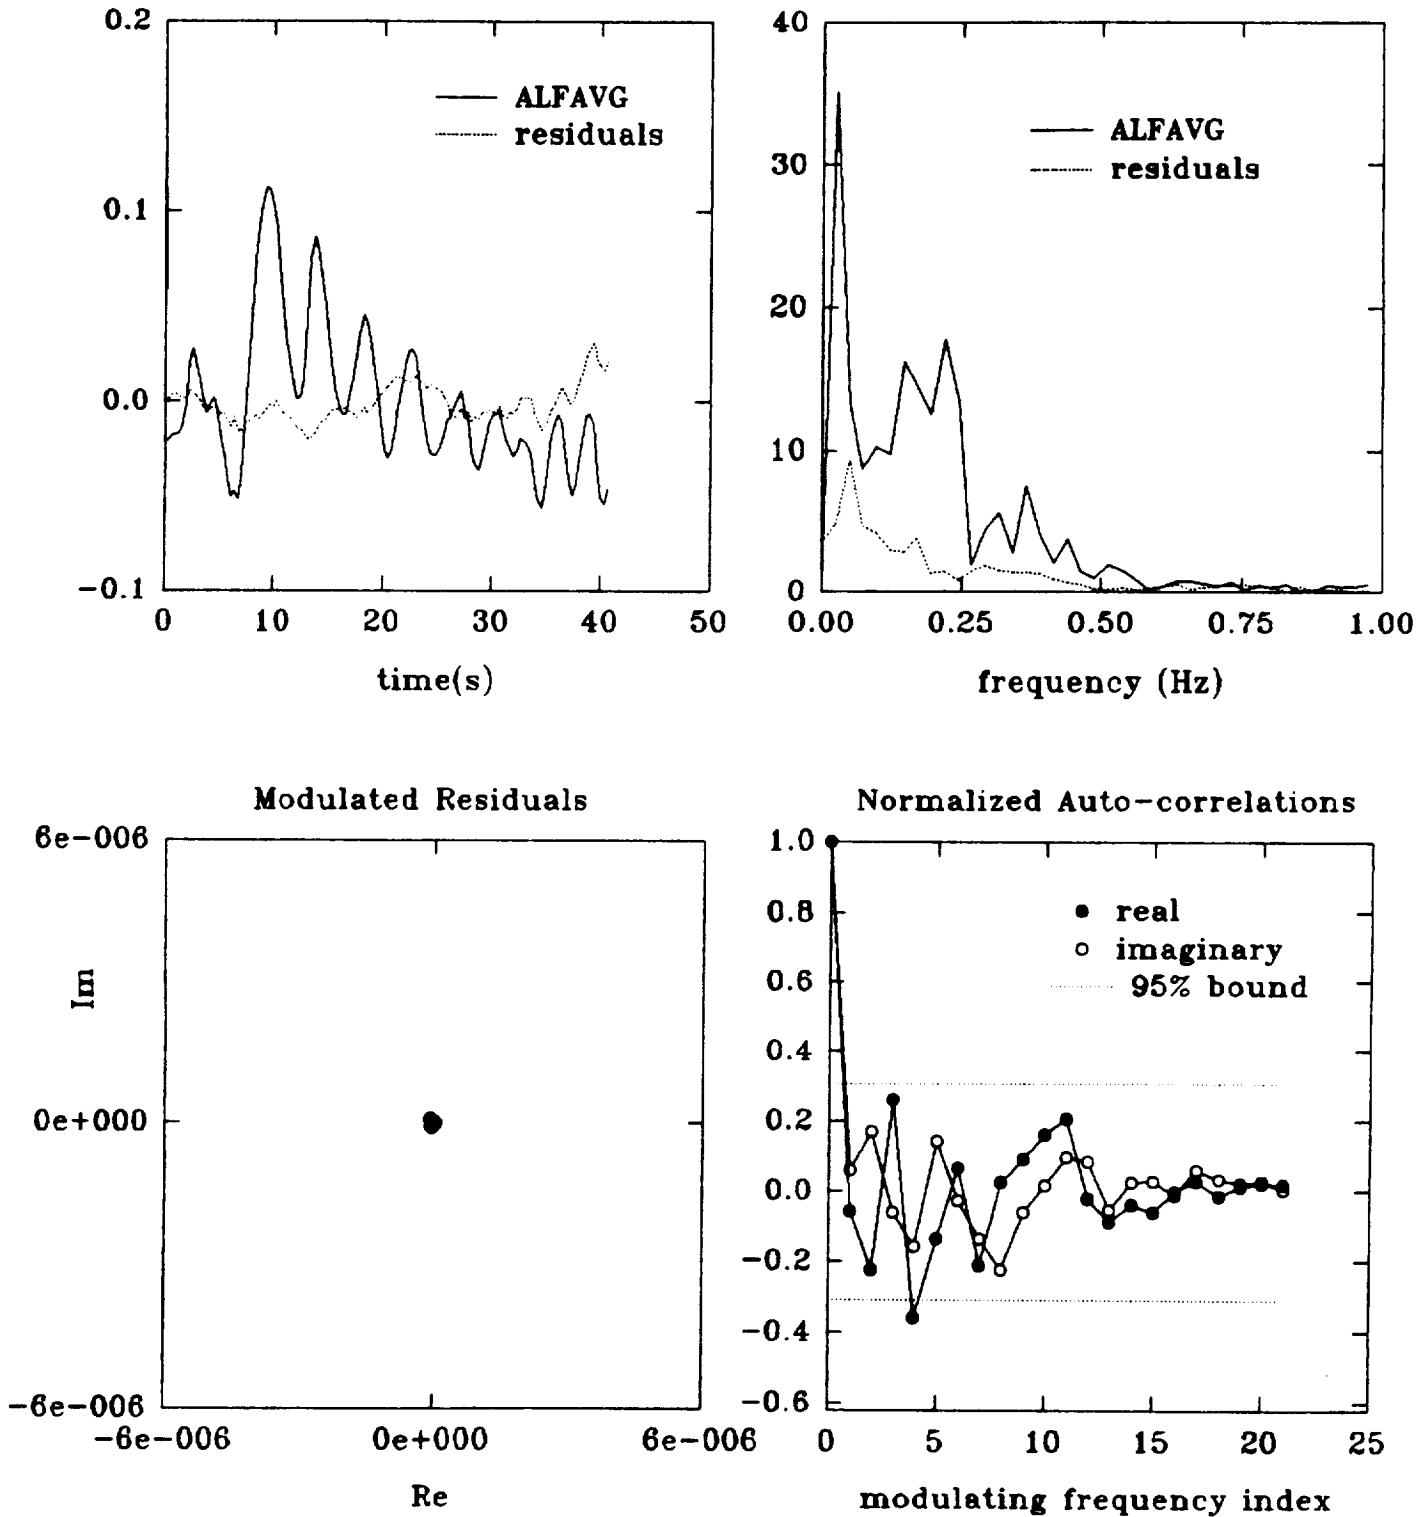 0.2
0.1
0.0
-0.1
0 10 20 30 40 50
time(s)
ALFAVG
residuals
40
30
20
10
0
0.00 0.25 0.50 0.75 1.00
frequency (Hz)
ALFAVG
residuals
Modulated Residuals
6e-006
0e+000
-6e-006
Im
-6e-006 0e+000 6e-006
Re
Normalized Auto-correlations
1.0
0.8
0.6
0.4
0.2
0.0
-0.2
-0.4
-0.6
real
imaginary
95% bound
0 5 10 15 20 25
modulating frequency index